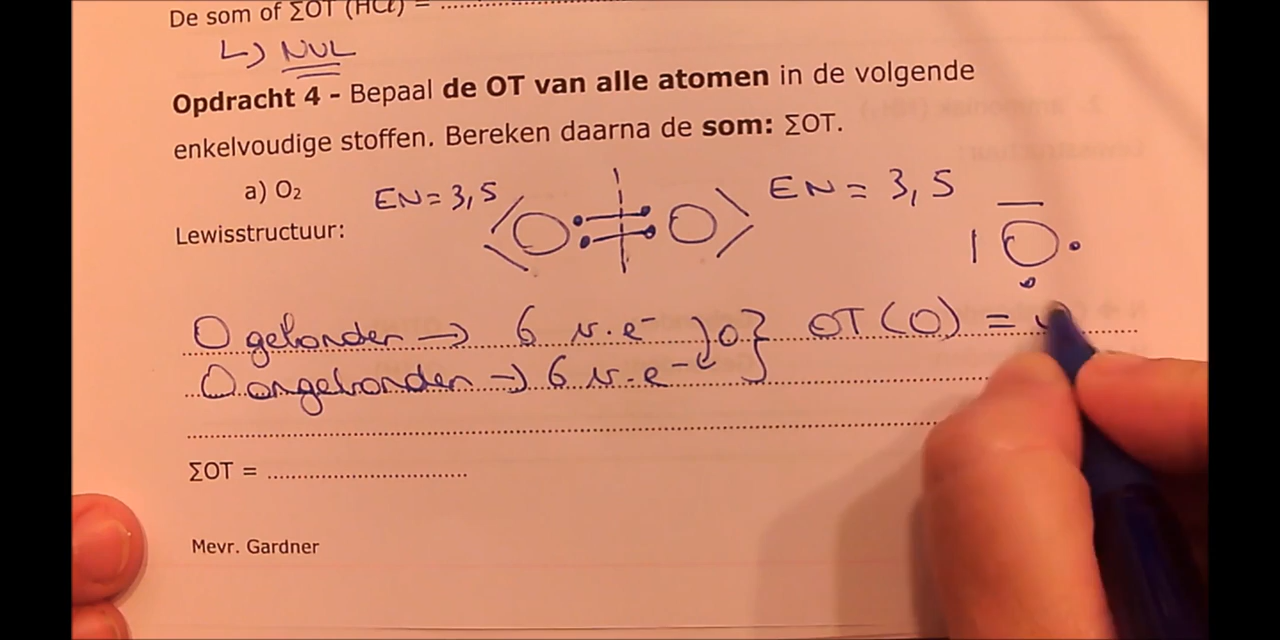 De som of ΣOT (HCl) = ....................
↳ NUL
Opdracht 4 - Bepaal de OT van alle atomen in de volgende
enkelvoudige stoffen. Bereken daarna de som: ΣOT.
a) O₂
EN = 3,5
EN = 3,5
Lewisstructuur:
O O
O
O gebonden → 6 v.e⁻ 0 OT (O) =
O ongebonden → 6 v.e⁻
ΣOT = ..............................
Mevr. Gardner